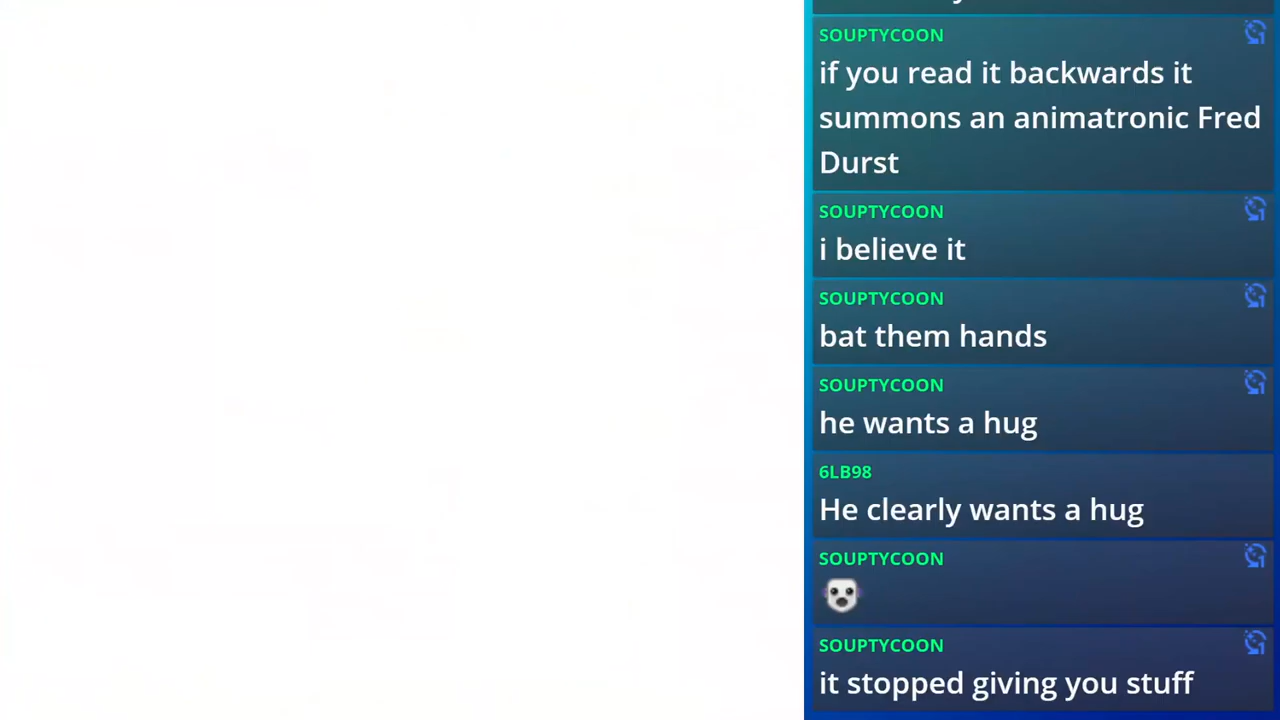 SOUPTYCOON
if you read it backwards it
summons an animatronic Fred
Durst
SOUPTYCOON
i believe it
SOUPTYCOON
bat them hands
SOUPTYCOON
he wants a hug
6LB98
He clearly wants a hug
SOUPTYCOON
SOUPTYCOON
it stopped giving you stuff